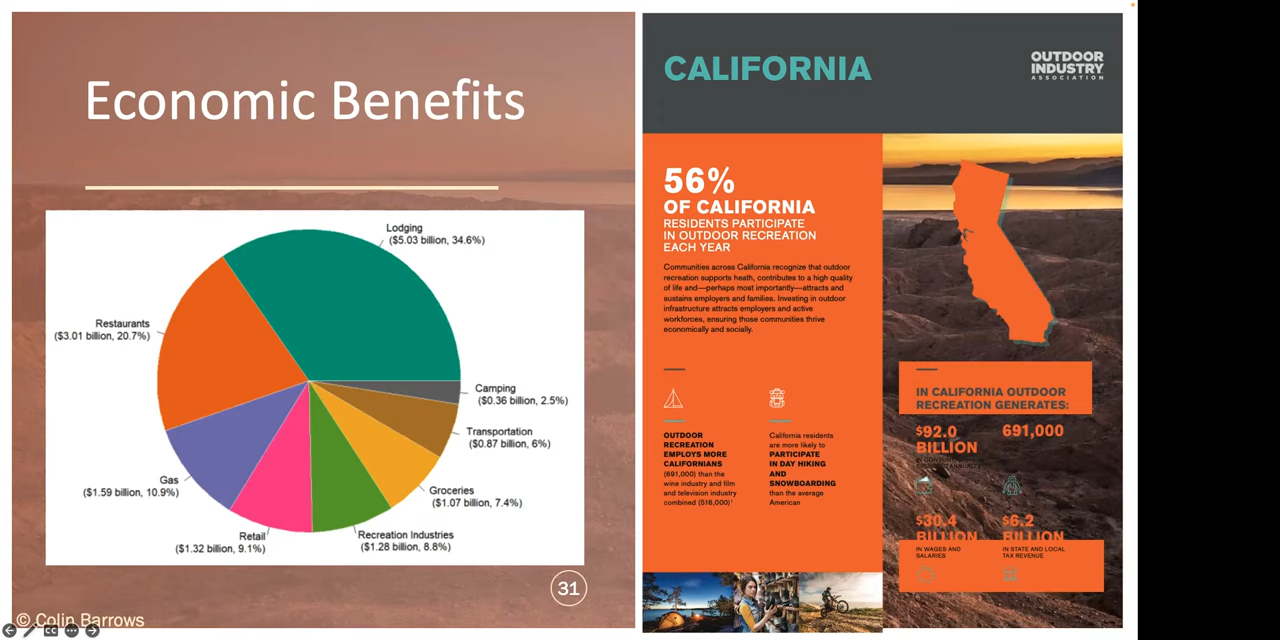 Economic Benefits
Lodging
($5.03 billion, 34.6%)
Restaurants
($3.01 billion, 20.7%)
Camping
($0.36 billion, 2.5%)
Transportation
($0.87 billion, 6%)
Groceries
($1.07 billion, 7.4%)
Gas
($1.59 billion, 10.9%)
Retail
($1.32 billion, 9.1%)
Recreation Industries
($1.28 billion, 8.8%)
31
© Colin Barrows
CC
CALIFORNIA
OUTDOOR
INDUSTRY
ASSOCIATION
56%
OF CALIFORNIA
RESIDENTS PARTICIPATE
IN OUTDOOR RECREATION
EACH YEAR
Communities across California recognize that outdoor
recreation supports heath, contributes to a high quality
of life and—perhaps most importantly—attracts and
sustains employers and families. Investing in outdoor
infrastructure attracts employers and active
workforces, ensuring those communities thrive
economically and socially.
OUTDOOR
RECREATION
EMPLOYS MORE
CALIFORNIANS
(691,000) than the
wine industry and film
and television industry
combined (516,000)¹
California residents
are more likely to
PARTICIPATE
IN DAY HIKING
AND
SNOWBOARDING
than the average
American
IN CALIFORNIA OUTDOOR
RECREATION GENERATES:
$92.0
BILLION
691,000
$30.4
BILLION
IN WAGES AND
SALARIES
$6.2
BILLION
IN STATE AND LOCAL
TAX REVENUE